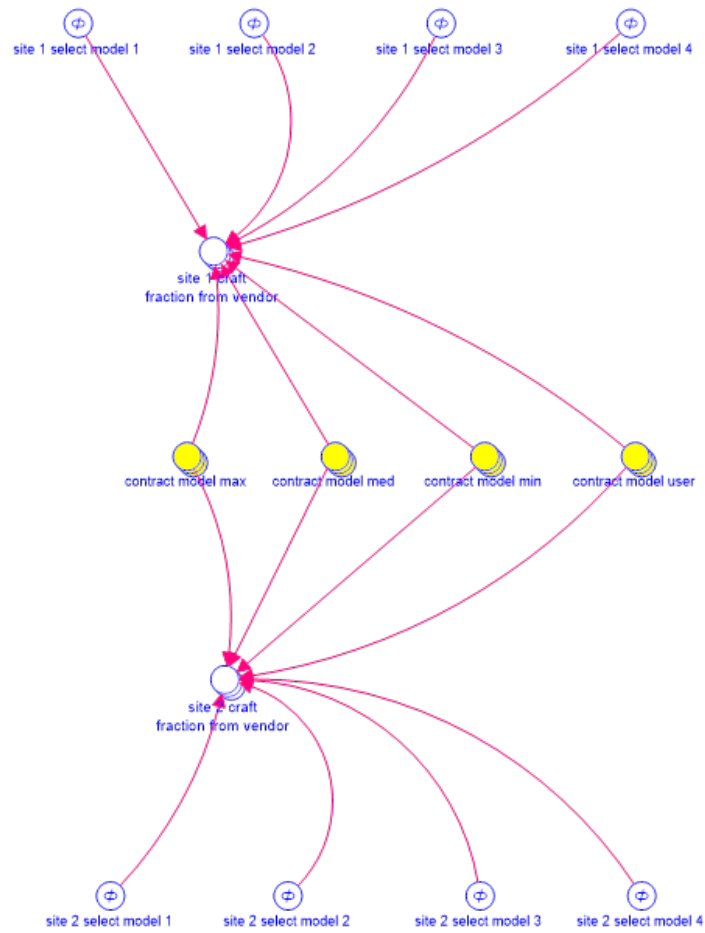 site 1 select model 1
site 1 select model 2
site 1 select model 3
site 1 select model 4
site 1 craft
fraction from vendor
contract model max
contract model med
contract model min
contract model user
site 2 craft
fraction from vendor
site 2 select model 1
site 2 select model 2
site 2 select model 3
site 2 select model 4